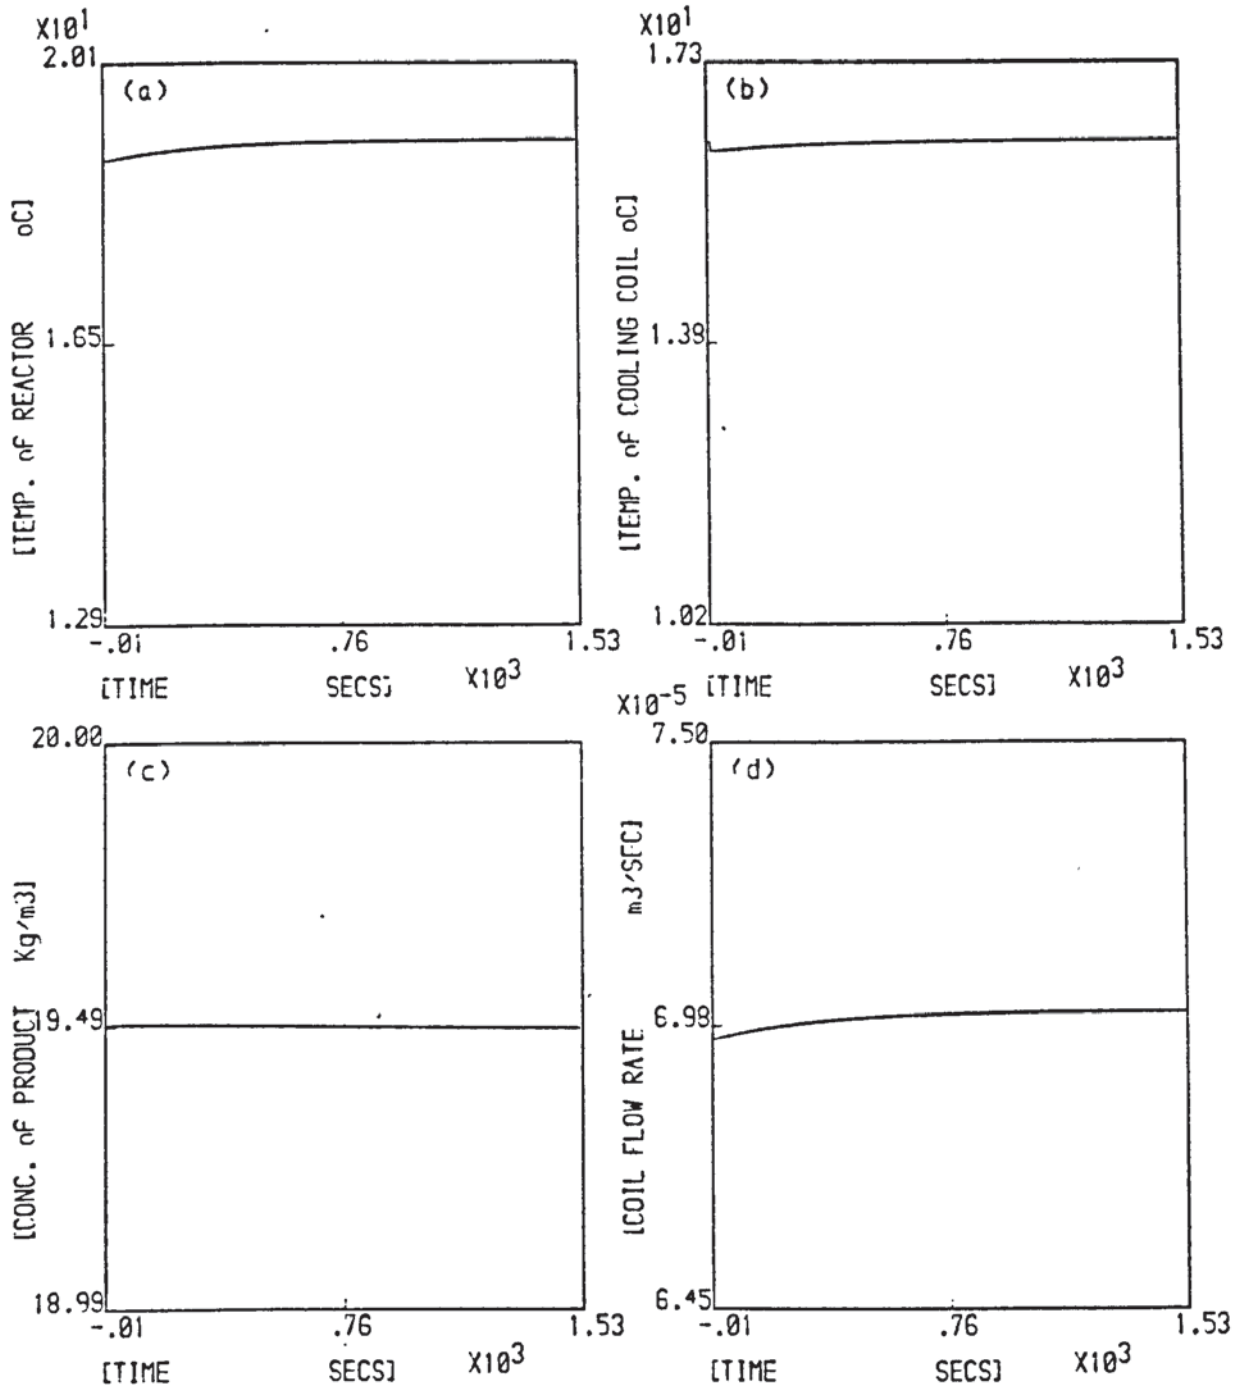 X10¹
2.01
(a)
1.65
1.29
[TEMP. of REACTOR oC]
-.01 .76 1.53
[TIME SECS] X10³
X10¹
1.73
(b)
1.38
1.02
[TEMP. of COOLING COIL oC]
-.01 .76 1.53
[TIME SECS] X10³
20.00
(c)
19.49
18.99
[CONC. of PRODUCT Kg/m3]
-.01 .76 1.53
[TIME SECS] X10³
X10⁻⁵
7.50
(d)
6.98
6.45
[COIL FLOW RATE m3/SEC]
-.01 .76 1.53
[TIME SECS] X10³